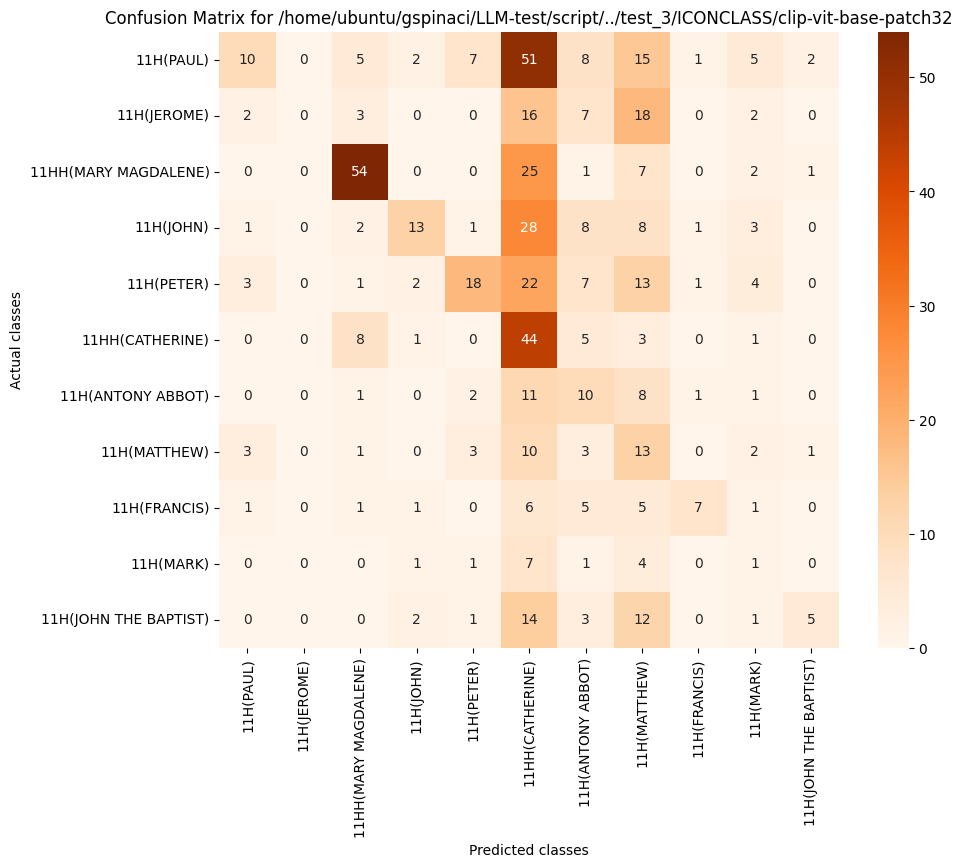 Confusion Matrix for /home/ubuntu/gspinaci/LLM-test/script/../test_3/ICONCLASS/clip-vit-base-patch32
11H(PAUL) 10 0 5 2 7 51 8 15 1 5 2
11H(JEROME) 2 0 3 0 0 16 7 18 0 2 0
11HH(MARY MAGDALENE) 0 0 54 0 0 25 1 7 0 2 1
11H(JOHN) 1 0 2 13 1 28 8 8 1 3 0
11H(PETER) 3 0 1 2 18 22 7 13 1 4 0
11HH(CATHERINE) 0 0 8 1 0 44 5 3 0 1 0
11H(ANTONY ABBOT) 0 0 1 0 2 11 10 8 1 1 0
11H(MATTHEW) 3 0 1 0 3 10 3 13 0 2 1
11H(FRANCIS) 1 0 1 1 0 6 5 5 7 1 0
11H(MARK) 0 0 0 1 1 7 1 4 0 1 0
11H(JOHN THE BAPTIST) 0 0 0 2 1 14 3 12 0 1 5
Actual classes
11H(PAUL)
11H(JEROME)
11HH(MARY MAGDALENE)
11H(JOHN)
11H(PETER)
11HH(CATHERINE)
11H(ANTONY ABBOT)
11H(MATTHEW)
11H(FRANCIS)
11H(MARK)
11H(JOHN THE BAPTIST)
Predicted classes
50
40
30
20
10
0